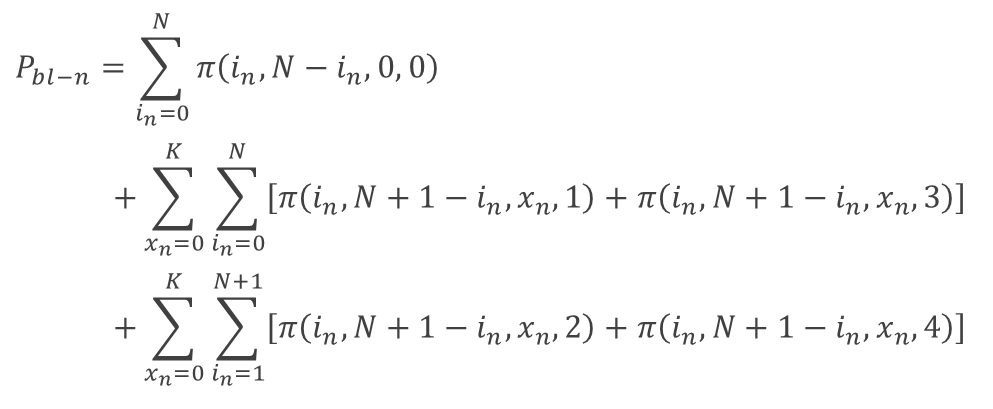 P_{bl-n} = \sum_{i_n=0}^{N} \pi(i_n, N - i_n, 0, 0)
+ \sum_{x_n=0}^{K} \sum_{i_n=0}^{N} [\pi(i_n, N + 1 - i_n, x_n, 1) + \pi(i_n, N + 1 - i_n, x_n, 3)]
+ \sum_{x_n=0}^{K} \sum_{i_n=1}^{N+1} [\pi(i_n, N + 1 - i_n, x_n, 2) + \pi(i_n, N + 1 - i_n, x_n, 4)]